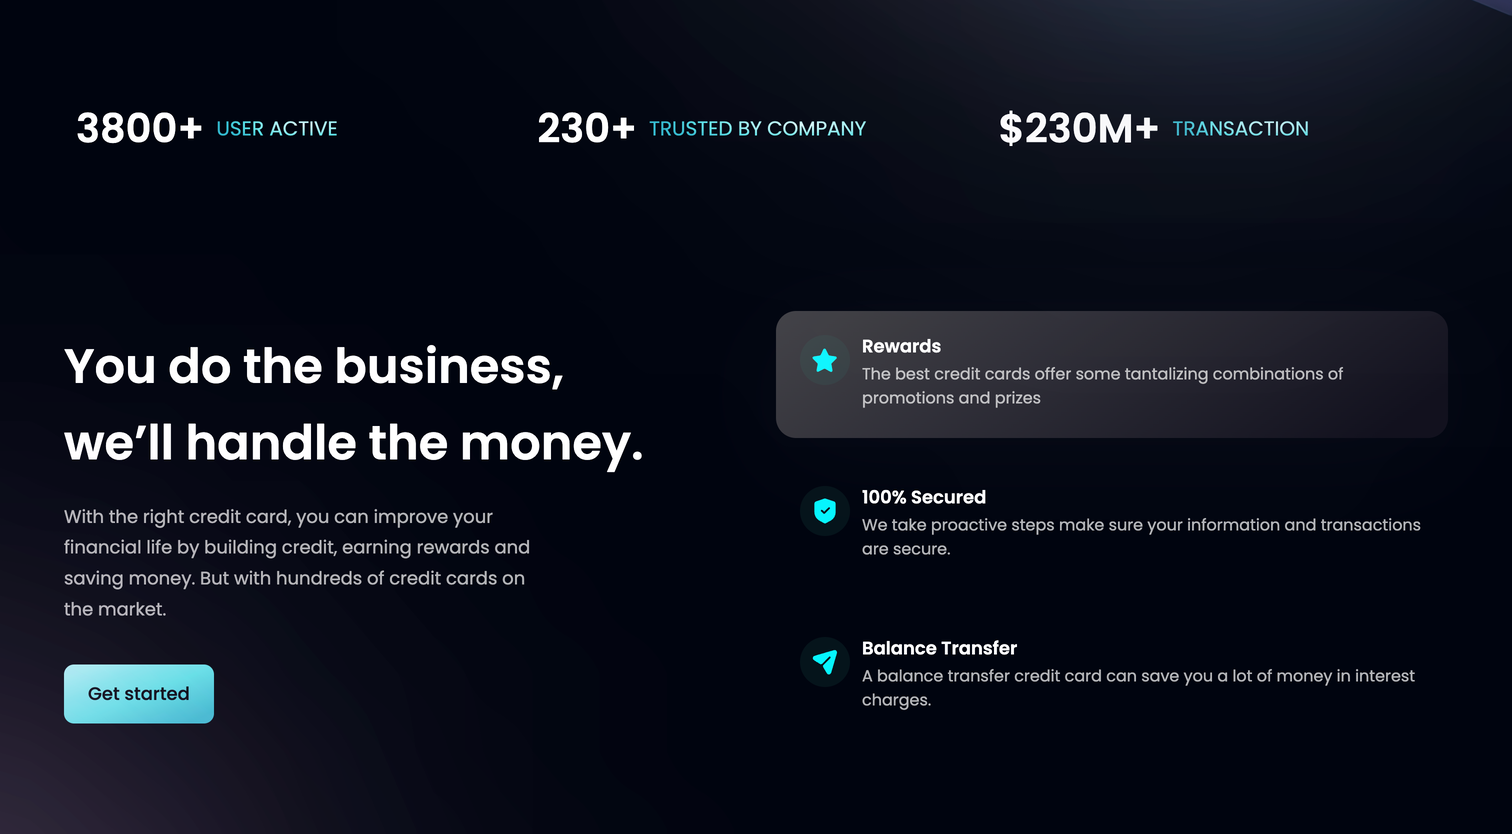 3800+ USER ACTIVE
230+ TRUSTED BY COMPANY
$230M+ TRANSACTION
You do the business,
we’ll handle the money.
With the right credit card, you can improve your
financial life by building credit, earning rewards and
saving money. But with hundreds of credit cards on
the market.
Get started
Rewards
The best credit cards offer some tantalizing combinations of
promotions and prizes
100% Secured
We take proactive steps make sure your information and transactions
are secure.
Balance Transfer
A balance transfer credit card can save you a lot of money in interest
charges.